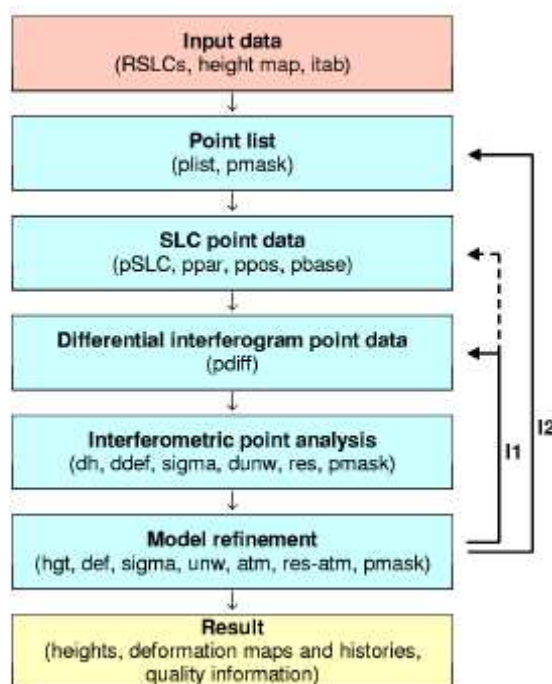 Input data
(RSLCs, height map, itab)
Point list
(plist, pmask)
SLC point data
(pSLC, ppar, ppos, pbase)
Differential interferogram point data
(pdiff)
Interferometric point analysis
(dh, ddef, sigma, dunw, res, pmask)
Model refinement
(hgt, def, sigma, unw, atm, res-atm, pmask)
Result
(heights, deformation maps and histories,
quality information)
I1
I2